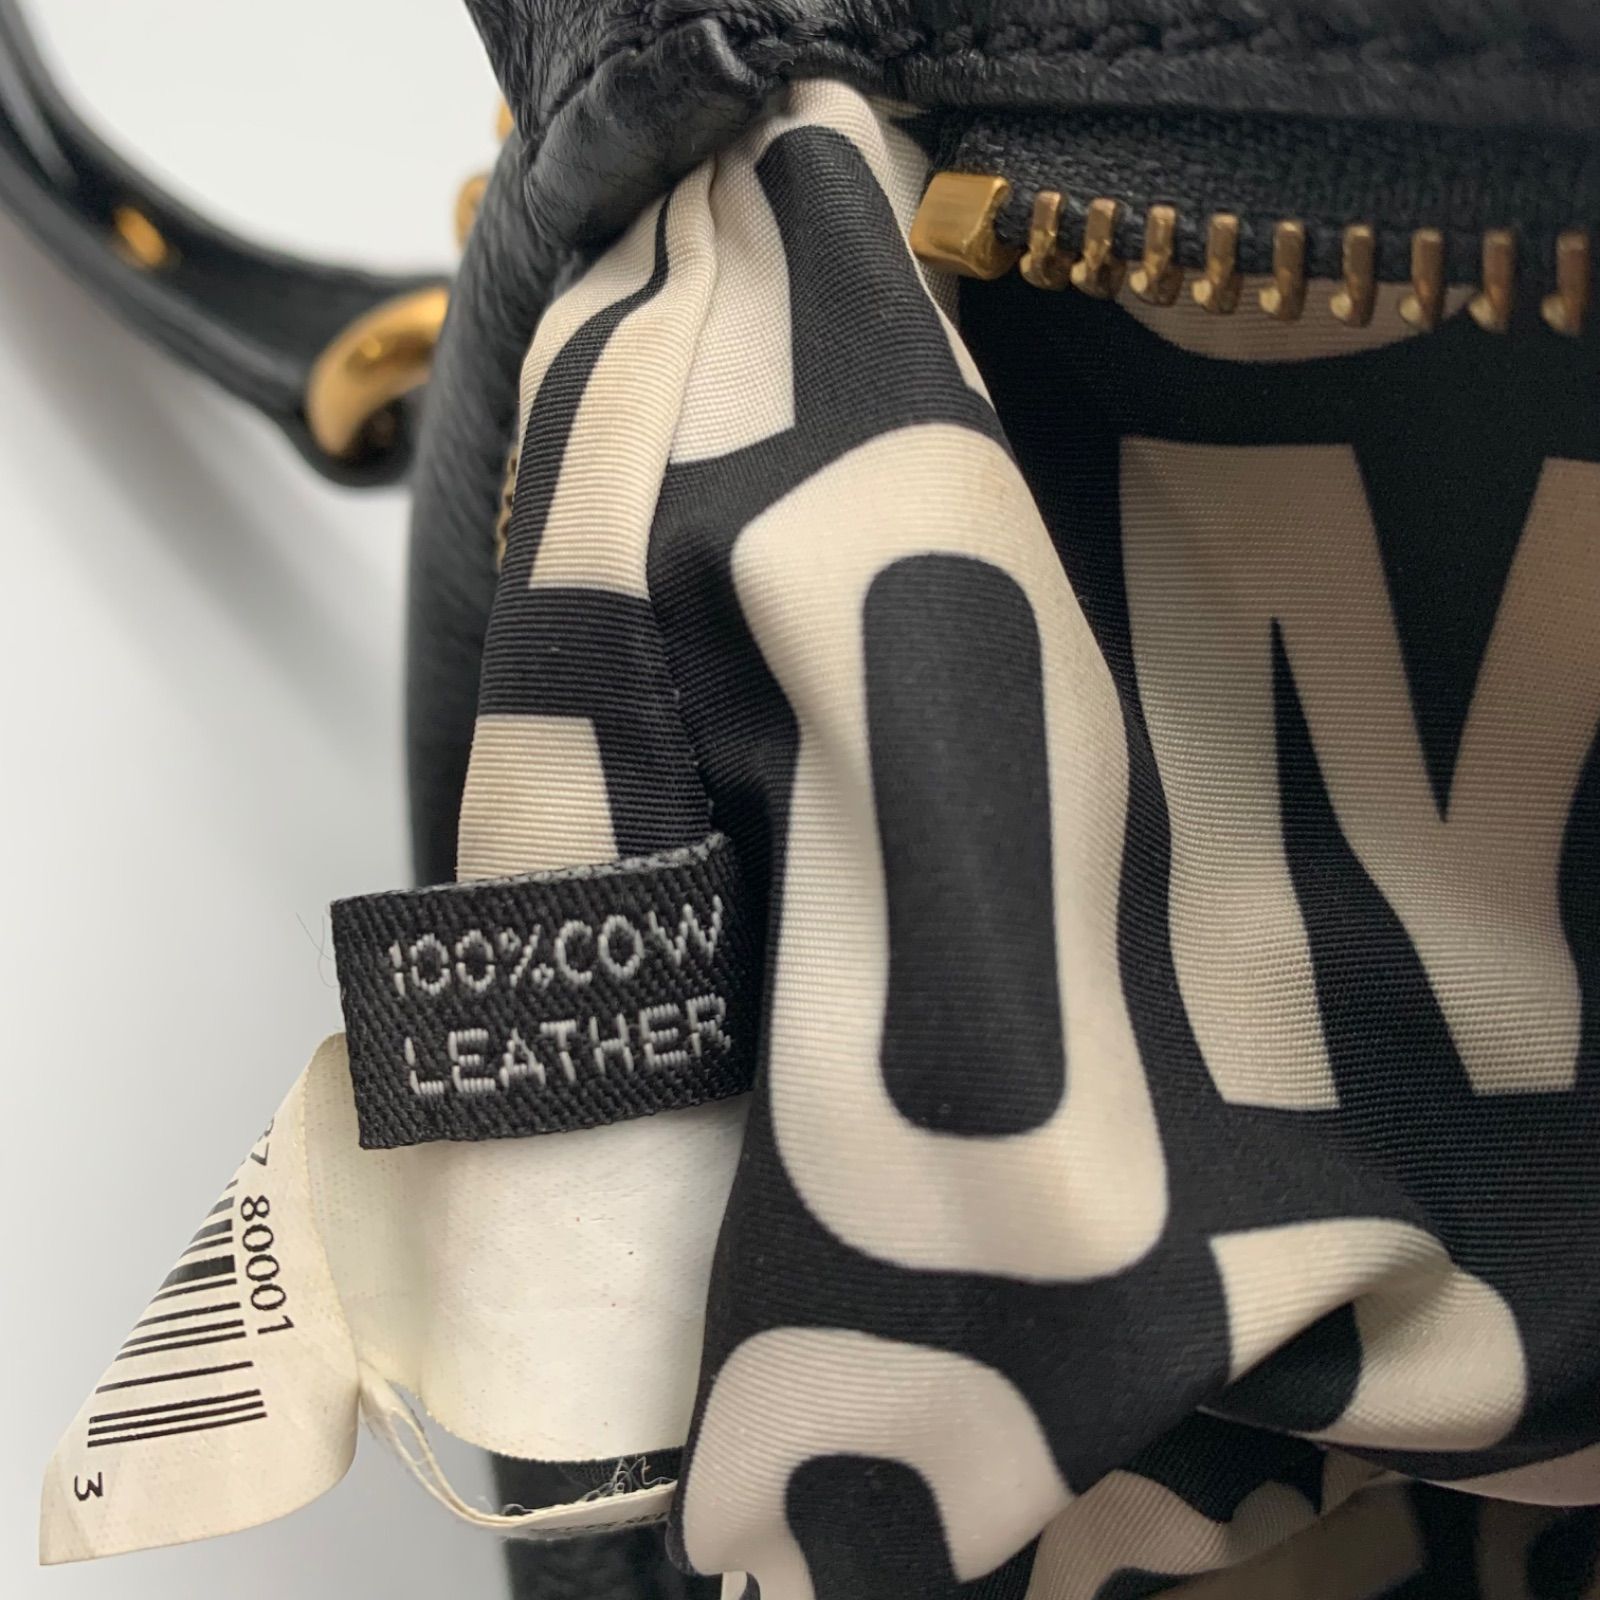 100%COW
LEATHER
80001
3
O
N